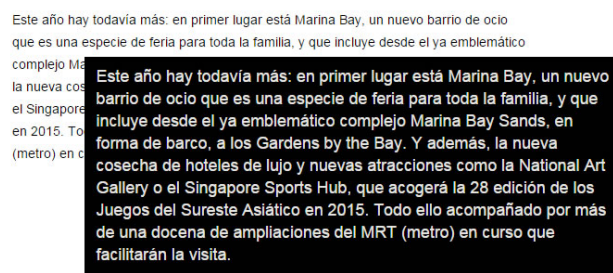 Este año hay todavía más: en primer lugar está Marina Bay, un nuevo barrio de ocio
que es una especie de feria para toda la familia, y que incluye desde el ya emblemático
complejo Ma
la nueva cos
el Singapore
en 2015. To
(metro) en c
Este año hay todavía más: en primer lugar está Marina Bay, un nuevo
barrio de ocio que es una especie de feria para toda la familia, y que
incluye desde el ya emblemático complejo Marina Bay Sands, en
forma de barco, a los Gardens by the Bay. Y además, la nueva
cosecha de hoteles de lujo y nuevas atracciones como la National Art
Gallery o el Singapore Sports Hub, que acogerá la 28 edición de los
Juegos del Sureste Asiático en 2015. Todo ello acompañado por más
de una docena de ampliaciones del MRT (metro) en curso que
facilitarán la visita.